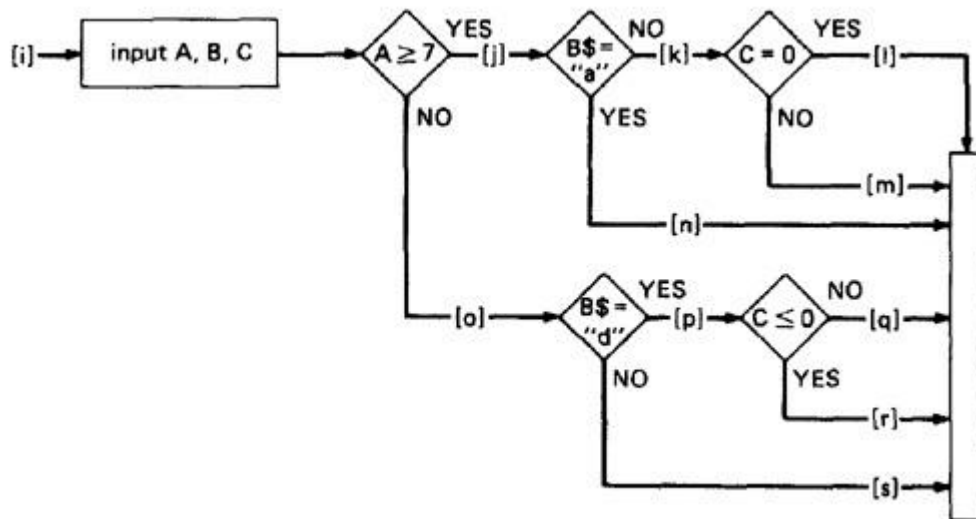 YES
NO
YES
[i]
input A, B, C
A ≥ 7
[j]
B$ =
"a"
[k]
C = 0
[l]
NO
YES
NO
[m]
[n]
YES
NO
[o]
B$ =
"d"
[p]
C ≤ 0
[q]
NO
YES
[r]
[s]